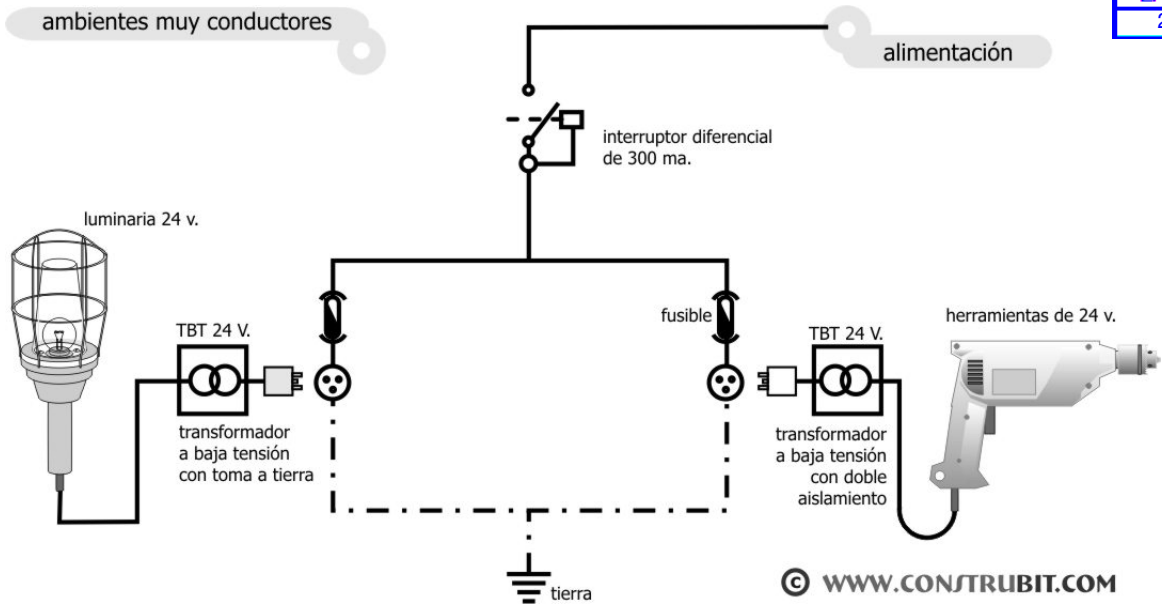 ambientes muy conductores
2
alimentación
interruptor diferencial
de 300 ma.
luminaria 24 v.
TBT 24 V.
transformador
a baja tensión
con toma a tierra
fusible
TBT 24 V.
transformador
a baja tensión
con doble
aislamiento
herramientas de 24 v.
tierra
© WWW.CONSTRUBIT.COM